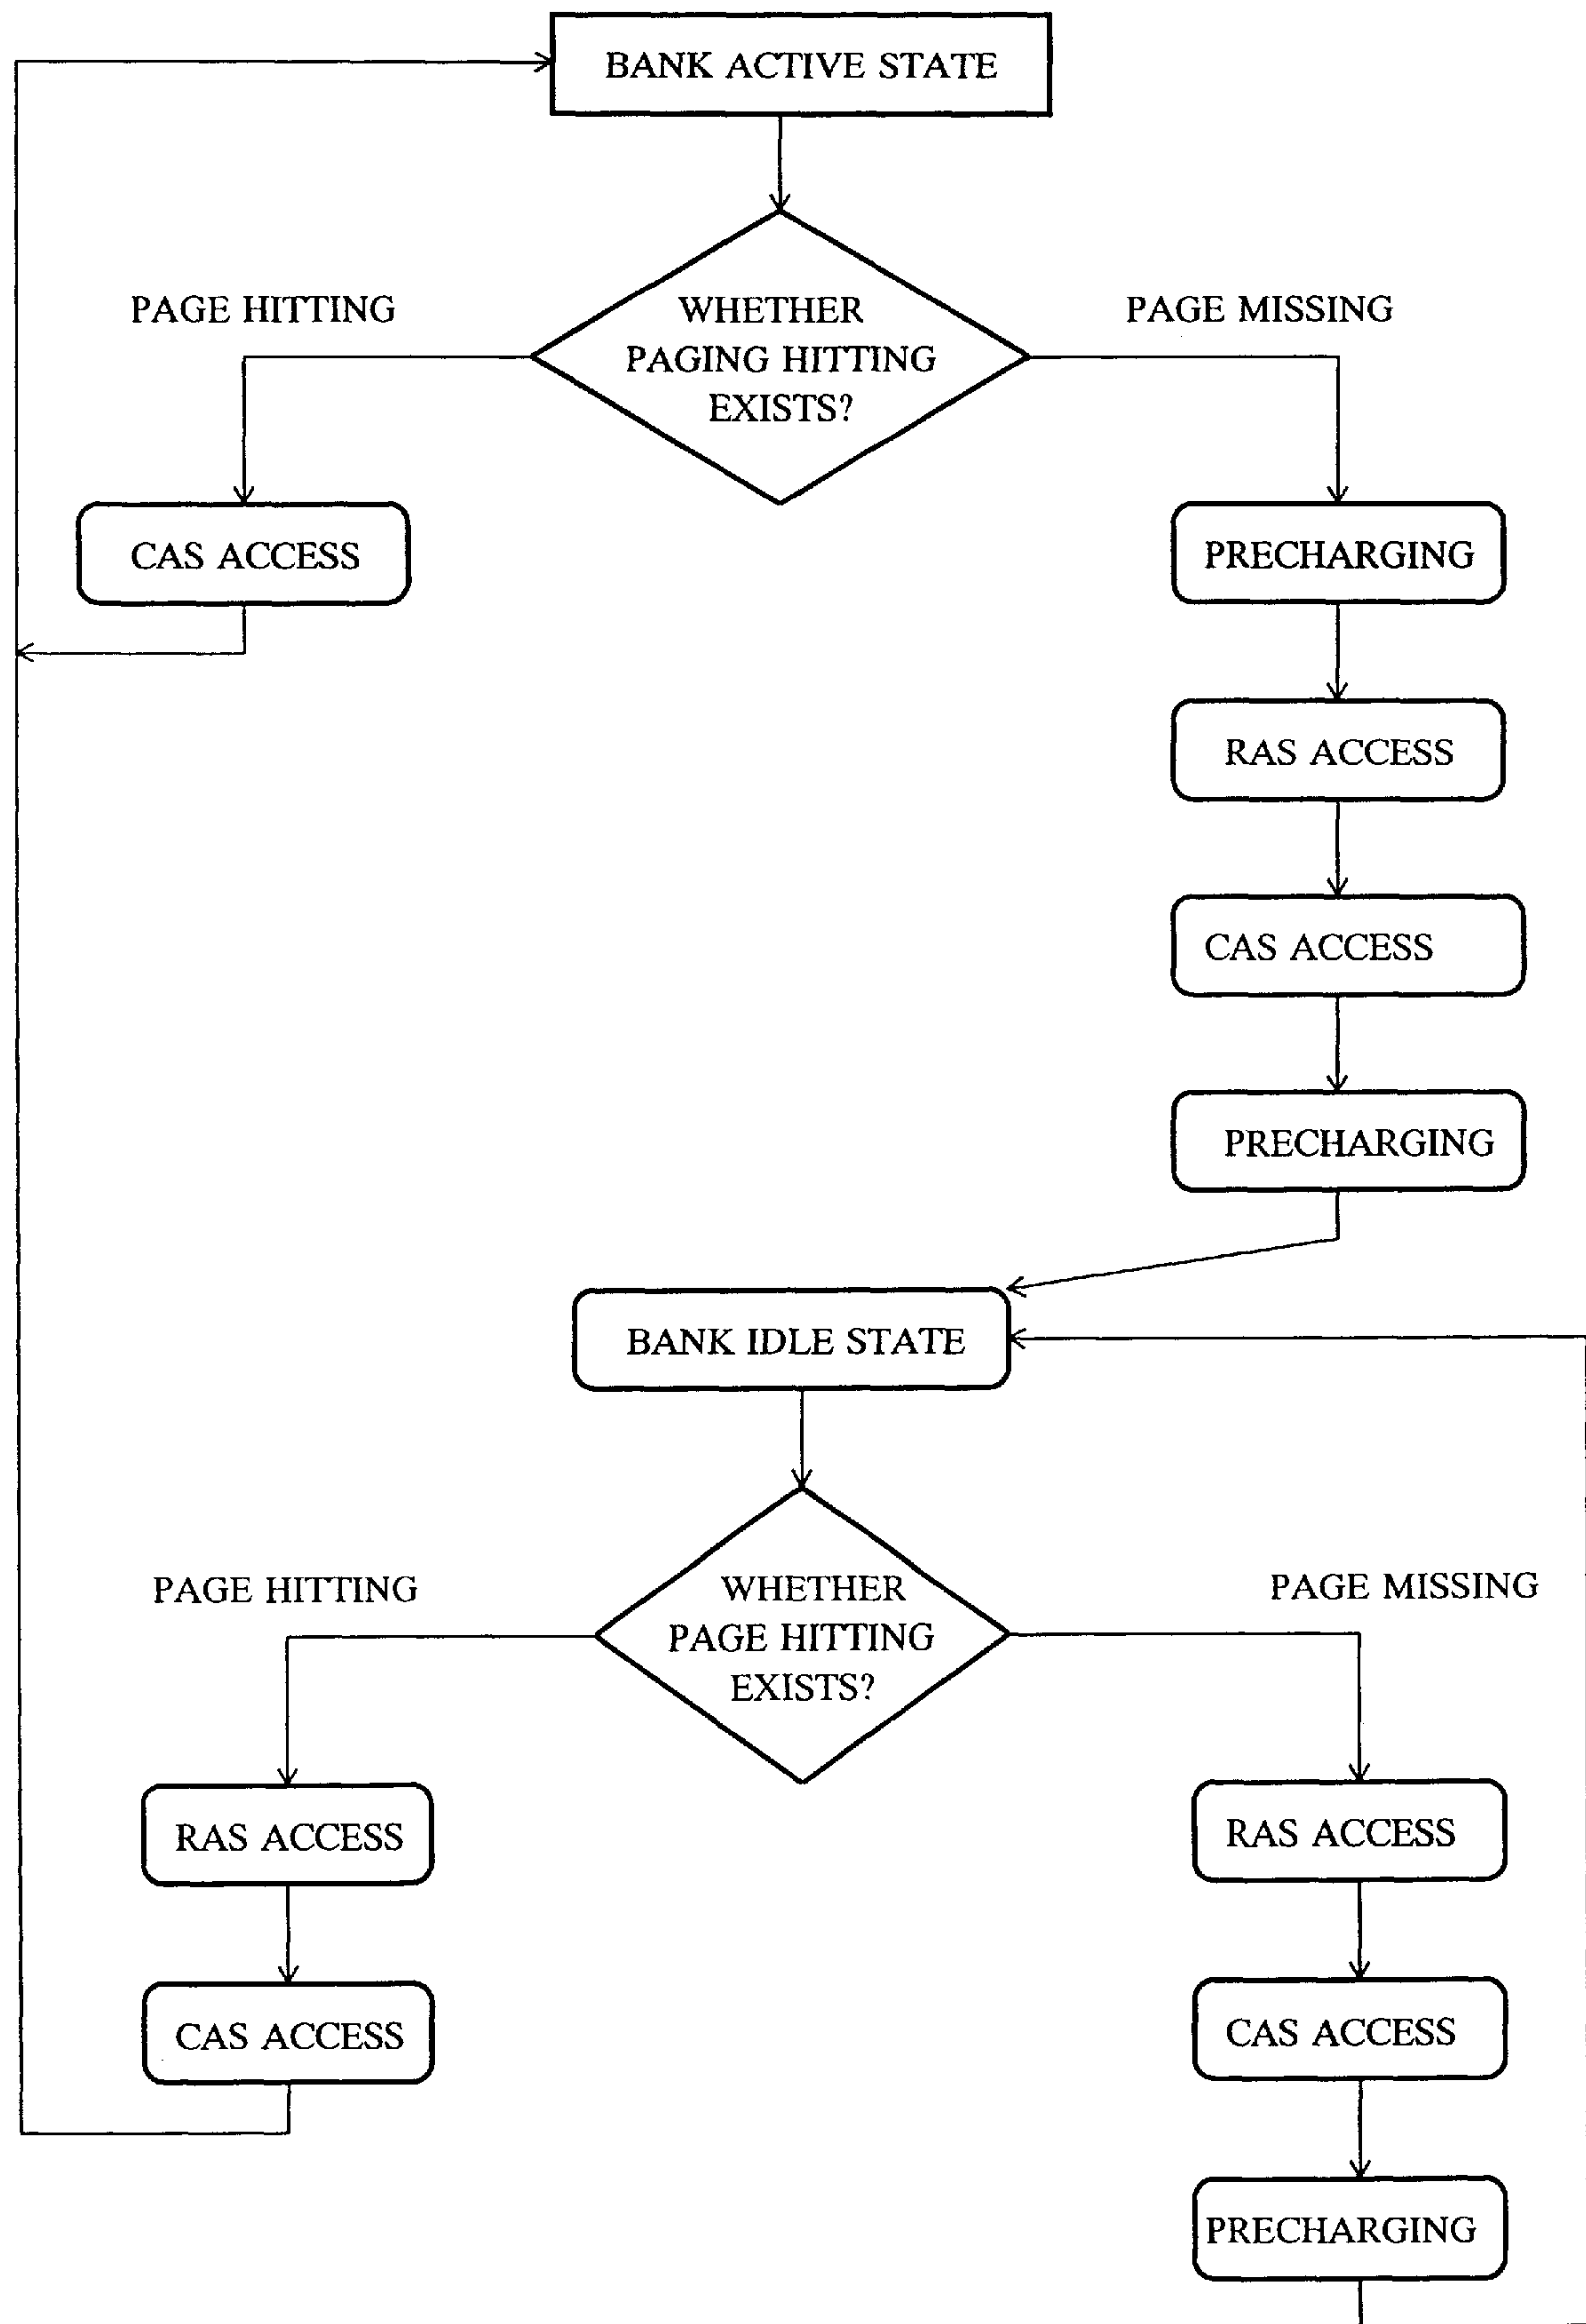 BANK ACTIVE STATE
PAGE HITTING
WHETHER
PAGING HITTING
EXISTS?
PAGE MISSING
CAS ACCESS
PRECHARGING
RAS ACCESS
CAS ACCESS
PRECHARGING
BANK IDLE STATE
PAGE HITTING
WHETHER
PAGE HITTING
EXISTS?
PAGE MISSING
RAS ACCESS
CAS ACCESS
RAS ACCESS
CAS ACCESS
PRECHARGING